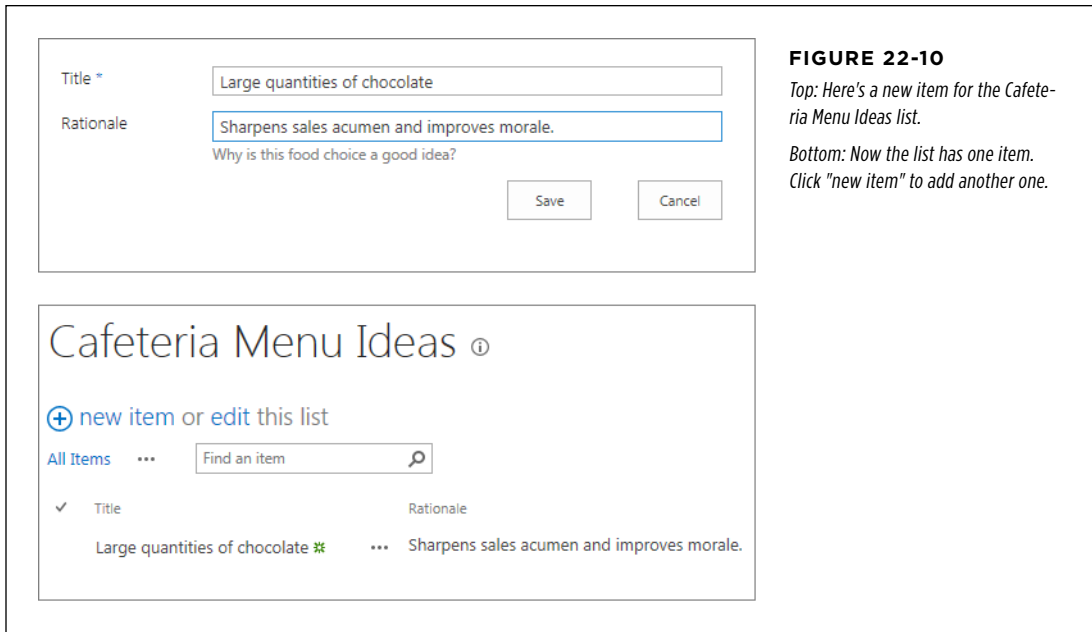 Title *
Large quantities of chocolate
Rationale
Sharpens sales acumen and improves morale.
Why is this food choice a good idea?
Save
Cancel
FIGURE 22-10
Top: Here's a new item for the Cafete-
ria Menu Ideas list.
Bottom: Now the list has one item.
Click "new item" to add another one.
Cafeteria Menu Ideas
new item or edit this list
All Items ...
Find an item
Title
Rationale
Large quantities of chocolate ... Sharpens sales acumen and improves morale.